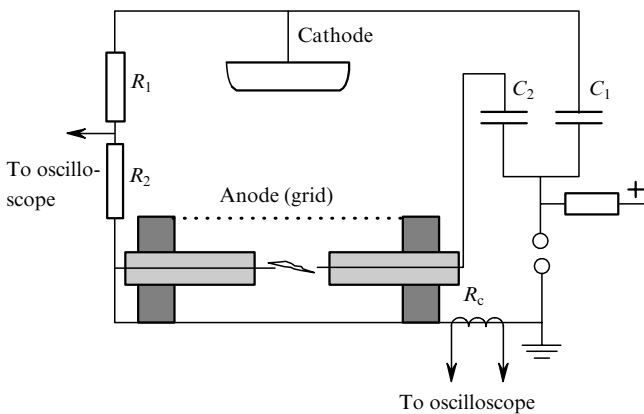 Cathode
R1
C2
C1
To oscillo-
scope
R2
+
Anode (grid)
Rc
To oscilloscope